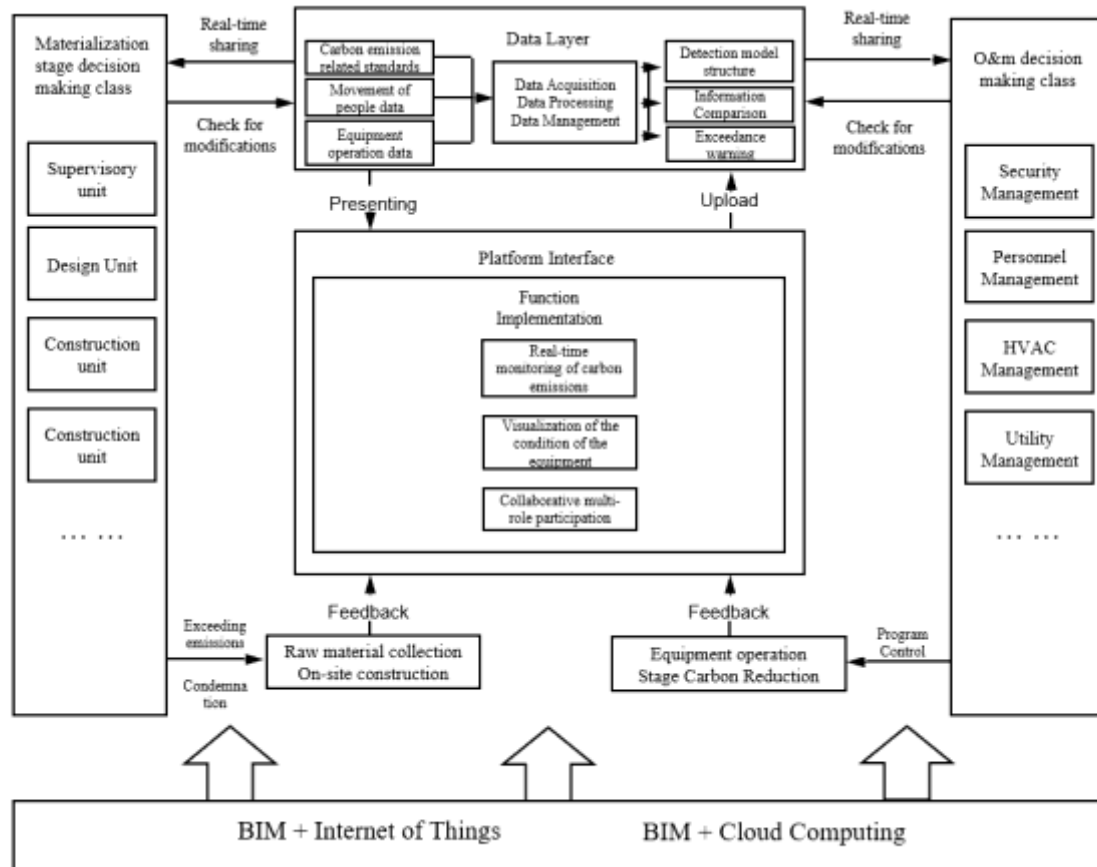 Materialization
stage decision
making class
Supervisory
unit
Design Unit
Construction
unit
Construction
unit
... ...
Real-time
sharing
Check for
modifications
Data Layer
Carbon emission
related standards
Movement of
people data
Equipment
operation data
Data Acquisition
Data Processing
Data Management
Detection model
structure
Information
Comparison
Exceedance
warning
Real-time
sharing
Check for
modifications
O&m decision
making class
Security
Management
Personnel
Management
HVAC
Management
Utility
Management
... ...
Presenting
Upload
Platform Interface
Function
Implementation
Real-time
monitoring of carbon
emissions
Visualization of the
condition of the
equipment
Collaborative multi-
role participation
Feedback
Feedback
Exceeding
emissions
Condemna
tion
Raw material collection
On-site construction
Equipment operation
Stage Carbon Reduction
Program
Control
BIM + Internet of Things
BIM + Cloud Computing